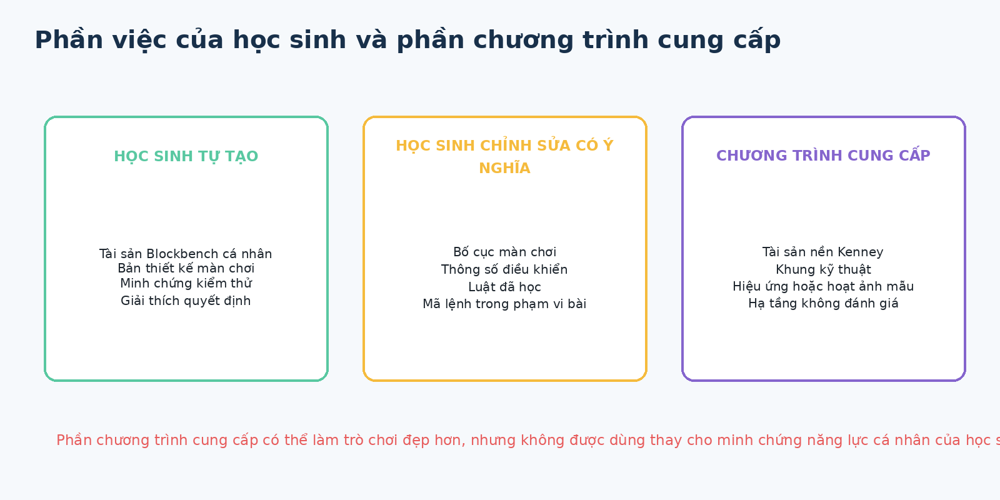 Phần việc của học sinh và phần chương trình cung cấp
HỌC SINH TỰ TẠO
Tài sản Blockbench cá nhân
Bản thiết kế màn chơi
Minh chứng kiểm thử
Giải thích quyết định
HỌC SINH CHỈNH SỬA CÓ Ý
NGHĨA
Bố cục màn chơi
Thông số điều khiển
Luật đã học
Mã lệnh trong phạm vi bài
CHƯƠNG TRÌNH CUNG CẤP
Tài sản nền Kenney
Khung kỹ thuật
Hiệu ứng hoặc hoạt ảnh mẫu
Hạ tầng không đánh giá
Phần chương trình cung cấp có thể làm trò chơi đẹp hơn, nhưng không được dùng thay cho minh chứng năng lực cá nhân của học